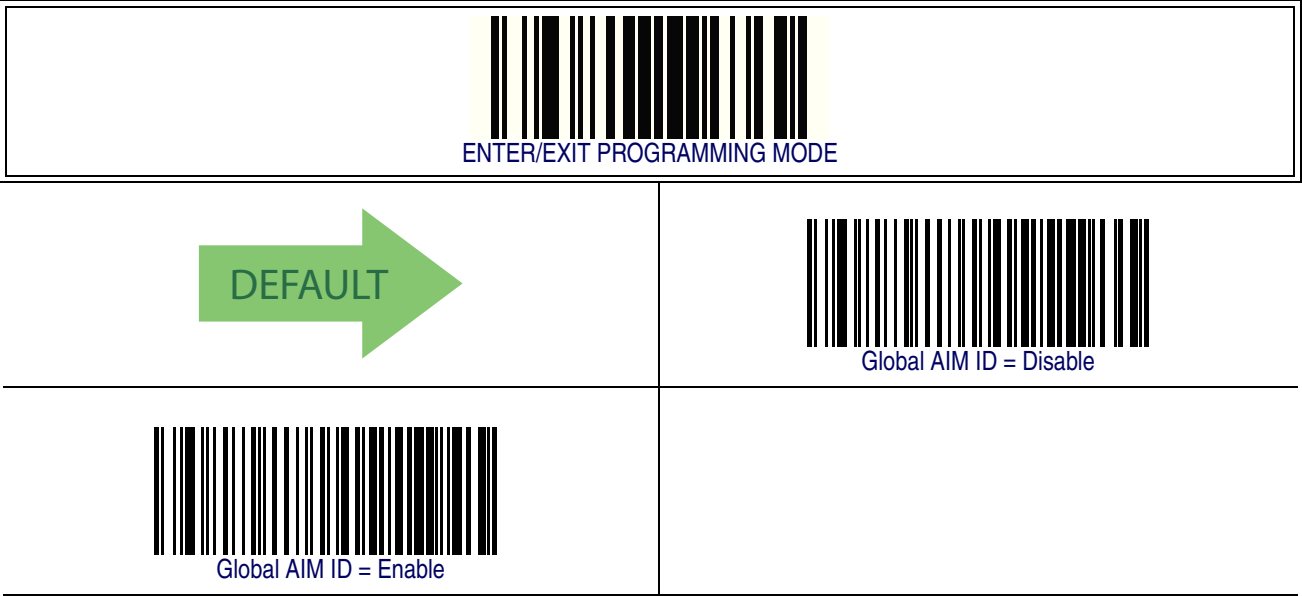 ENTER/EXIT PROGRAMMING MODE
DEFAULT
Global AIM ID = Disable
Global AIM ID = Enable